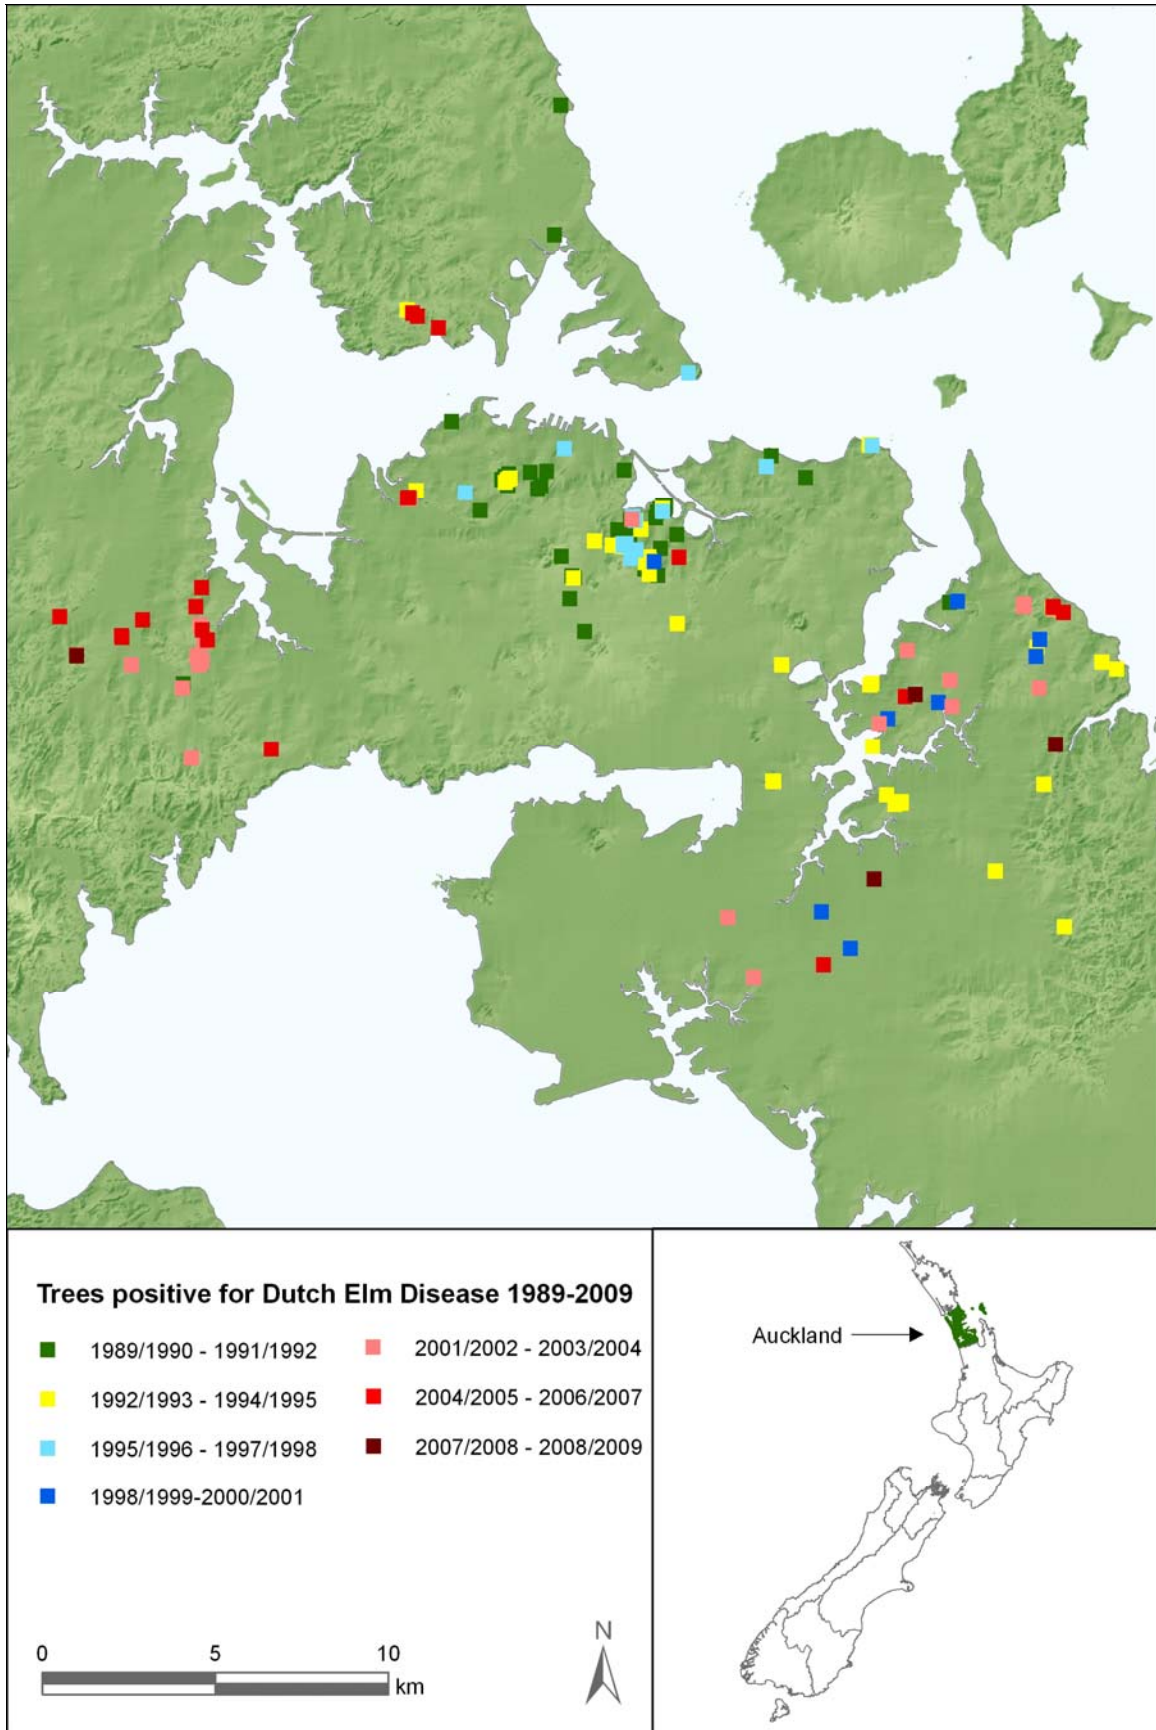 Trees positive for Dutch Elm Disease 1989-2009
1989/1990 - 1991/1992
1992/1993 - 1994/1995
1995/1996 - 1997/1998
1998/1999-2000/2001
2001/2002 - 2003/2004
2004/2005 - 2006/2007
2007/2008 - 2008/2009
0 5 10
km
N
Auckland